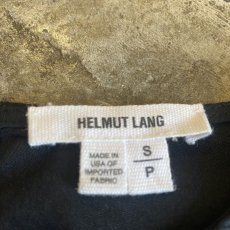 HELMUT LANG
MADE IN
USA OF
IMPORTED
FABRIC
S
P